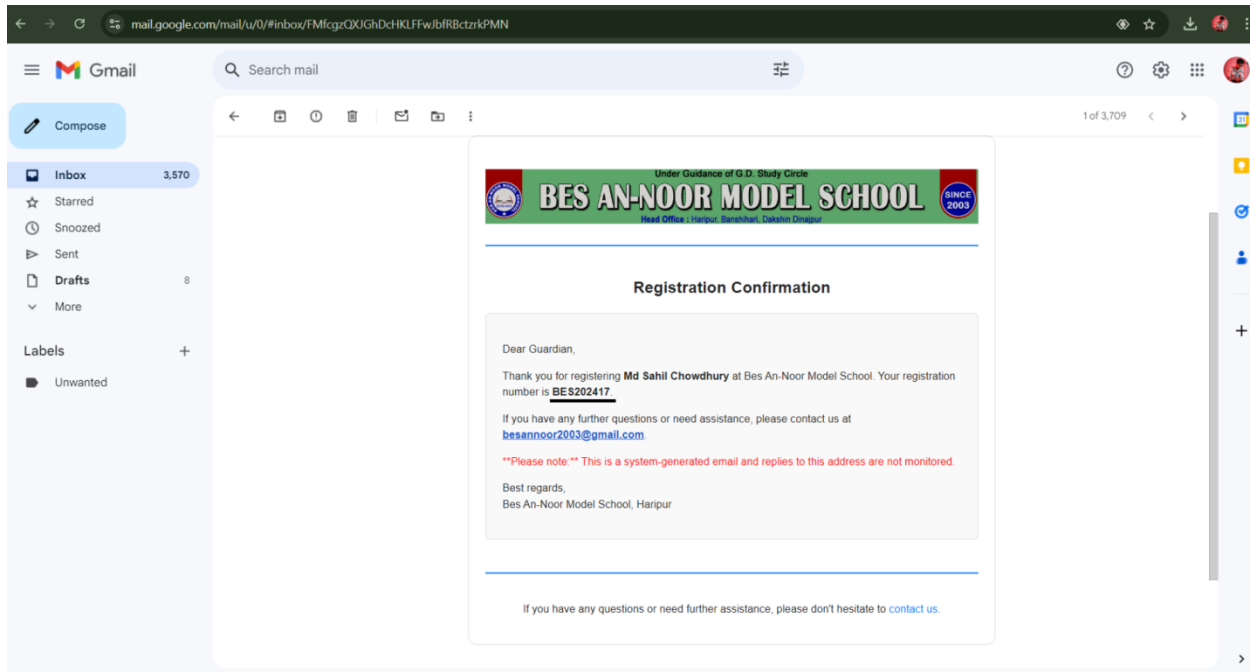 mail.google.com/mail/u/0/#inbox/FMfcgzQXJGhDcHKLFFwJbfRBctzrkPMN
Gmail
Search mail
Compose
1 of 3,709
31
Inbox 3,570
Starred
Snoozed
Sent
Drafts 8
More
Labels
Unwanted
Under Guidance of G.D. Study Circle
BES AN-NOOR MODEL SCHOOL
SINCE
2003
Head Office : Haripur, Banshihari, Dakshin Dinajpur
Registration Confirmation
Dear Guardian,
Thank you for registering Md Sahil Chowdhury at Bes An-Noor Model School. Your registration
number is BES202417.
If you have any further questions or need assistance, please contact us at
besannoor2003@gmail.com.
**Please note:** This is a system-generated email and replies to this address are not monitored.
Best regards,
Bes An-Noor Model School, Haripur
If you have any questions or need further assistance, please don't hesitate to contact us.